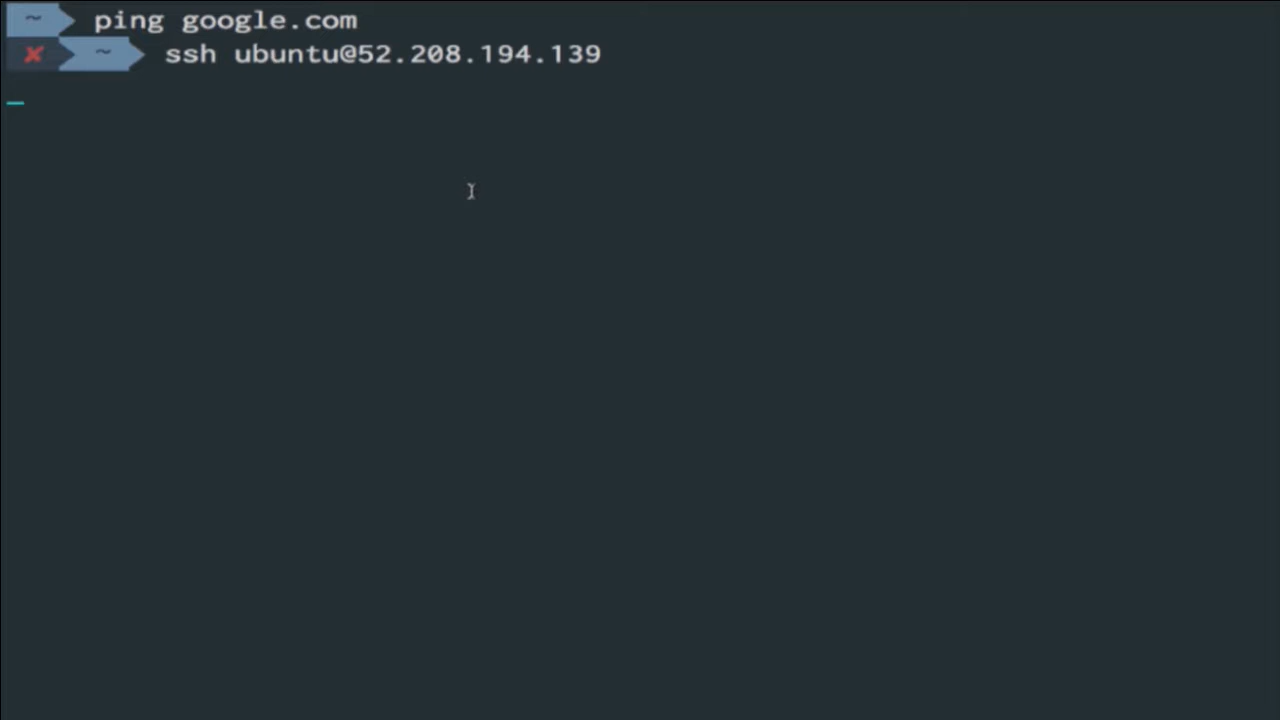 ~ ping google.com
✘ ~ ssh ubuntu@52.208.194.139